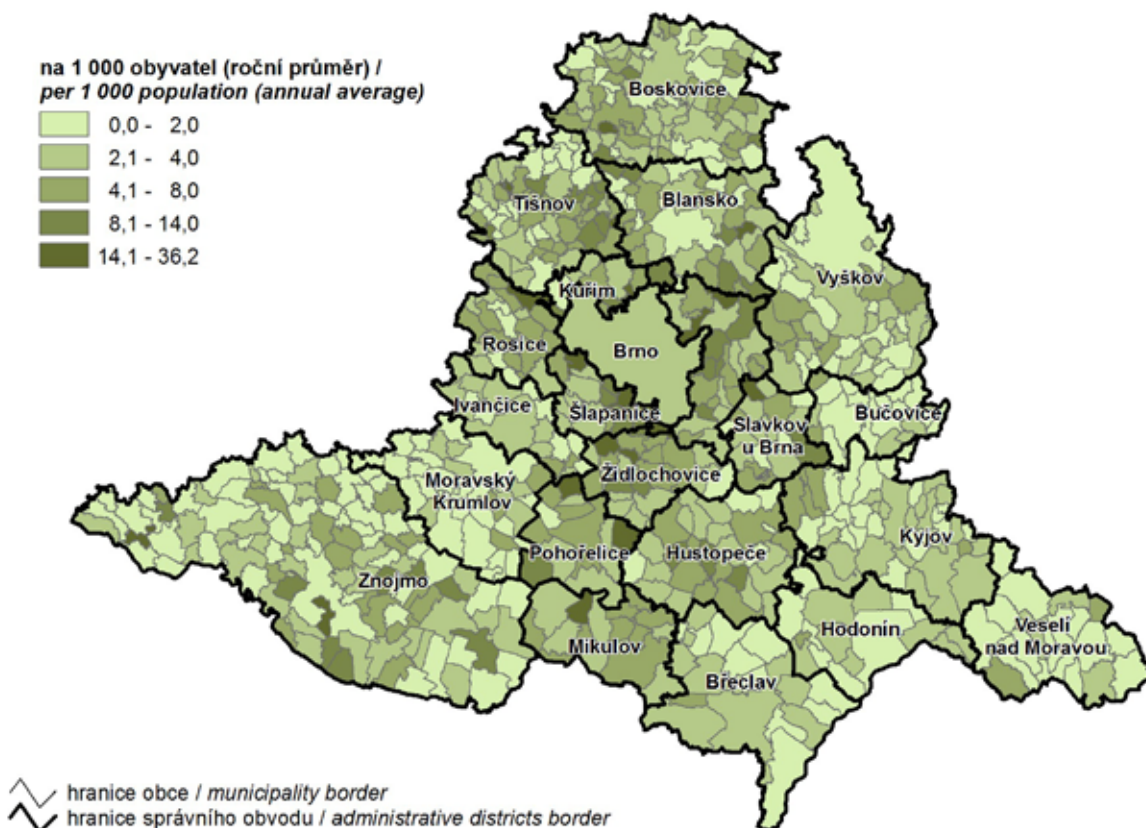 na 1 000 obyvatel (roční průměr) /
per 1 000 population (annual average)
0,0 - 2,0
2,1 - 4,0
4,1 - 8,0
8,1 - 14,0
14,1 - 36,2
Boskovice
Tišnov
Blansko
Vyškov
Kuřim
Rosice
Brno
Ivančice
Šlapanice
Slavkov
u Brna
Bučovice
Moravský
Krumlov
Židlochovice
Pohořelice
Hustopeče
Kyjov
Znojmo
Mikulov
Hodonín
Veselí
nad Moravou
Břeclav
hranice obce / municipality border
hranice správního obvodu / administrative districts border